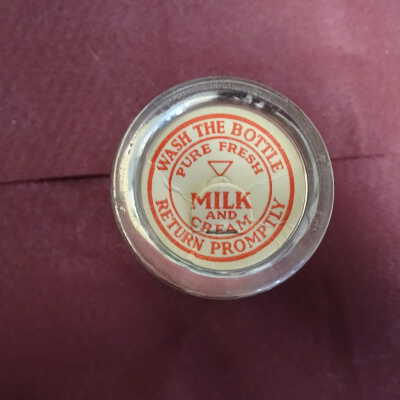 WASH THE BOTTLE
PURE FRESH
MILK
AND
CREAM
RETURN PROMPTLY